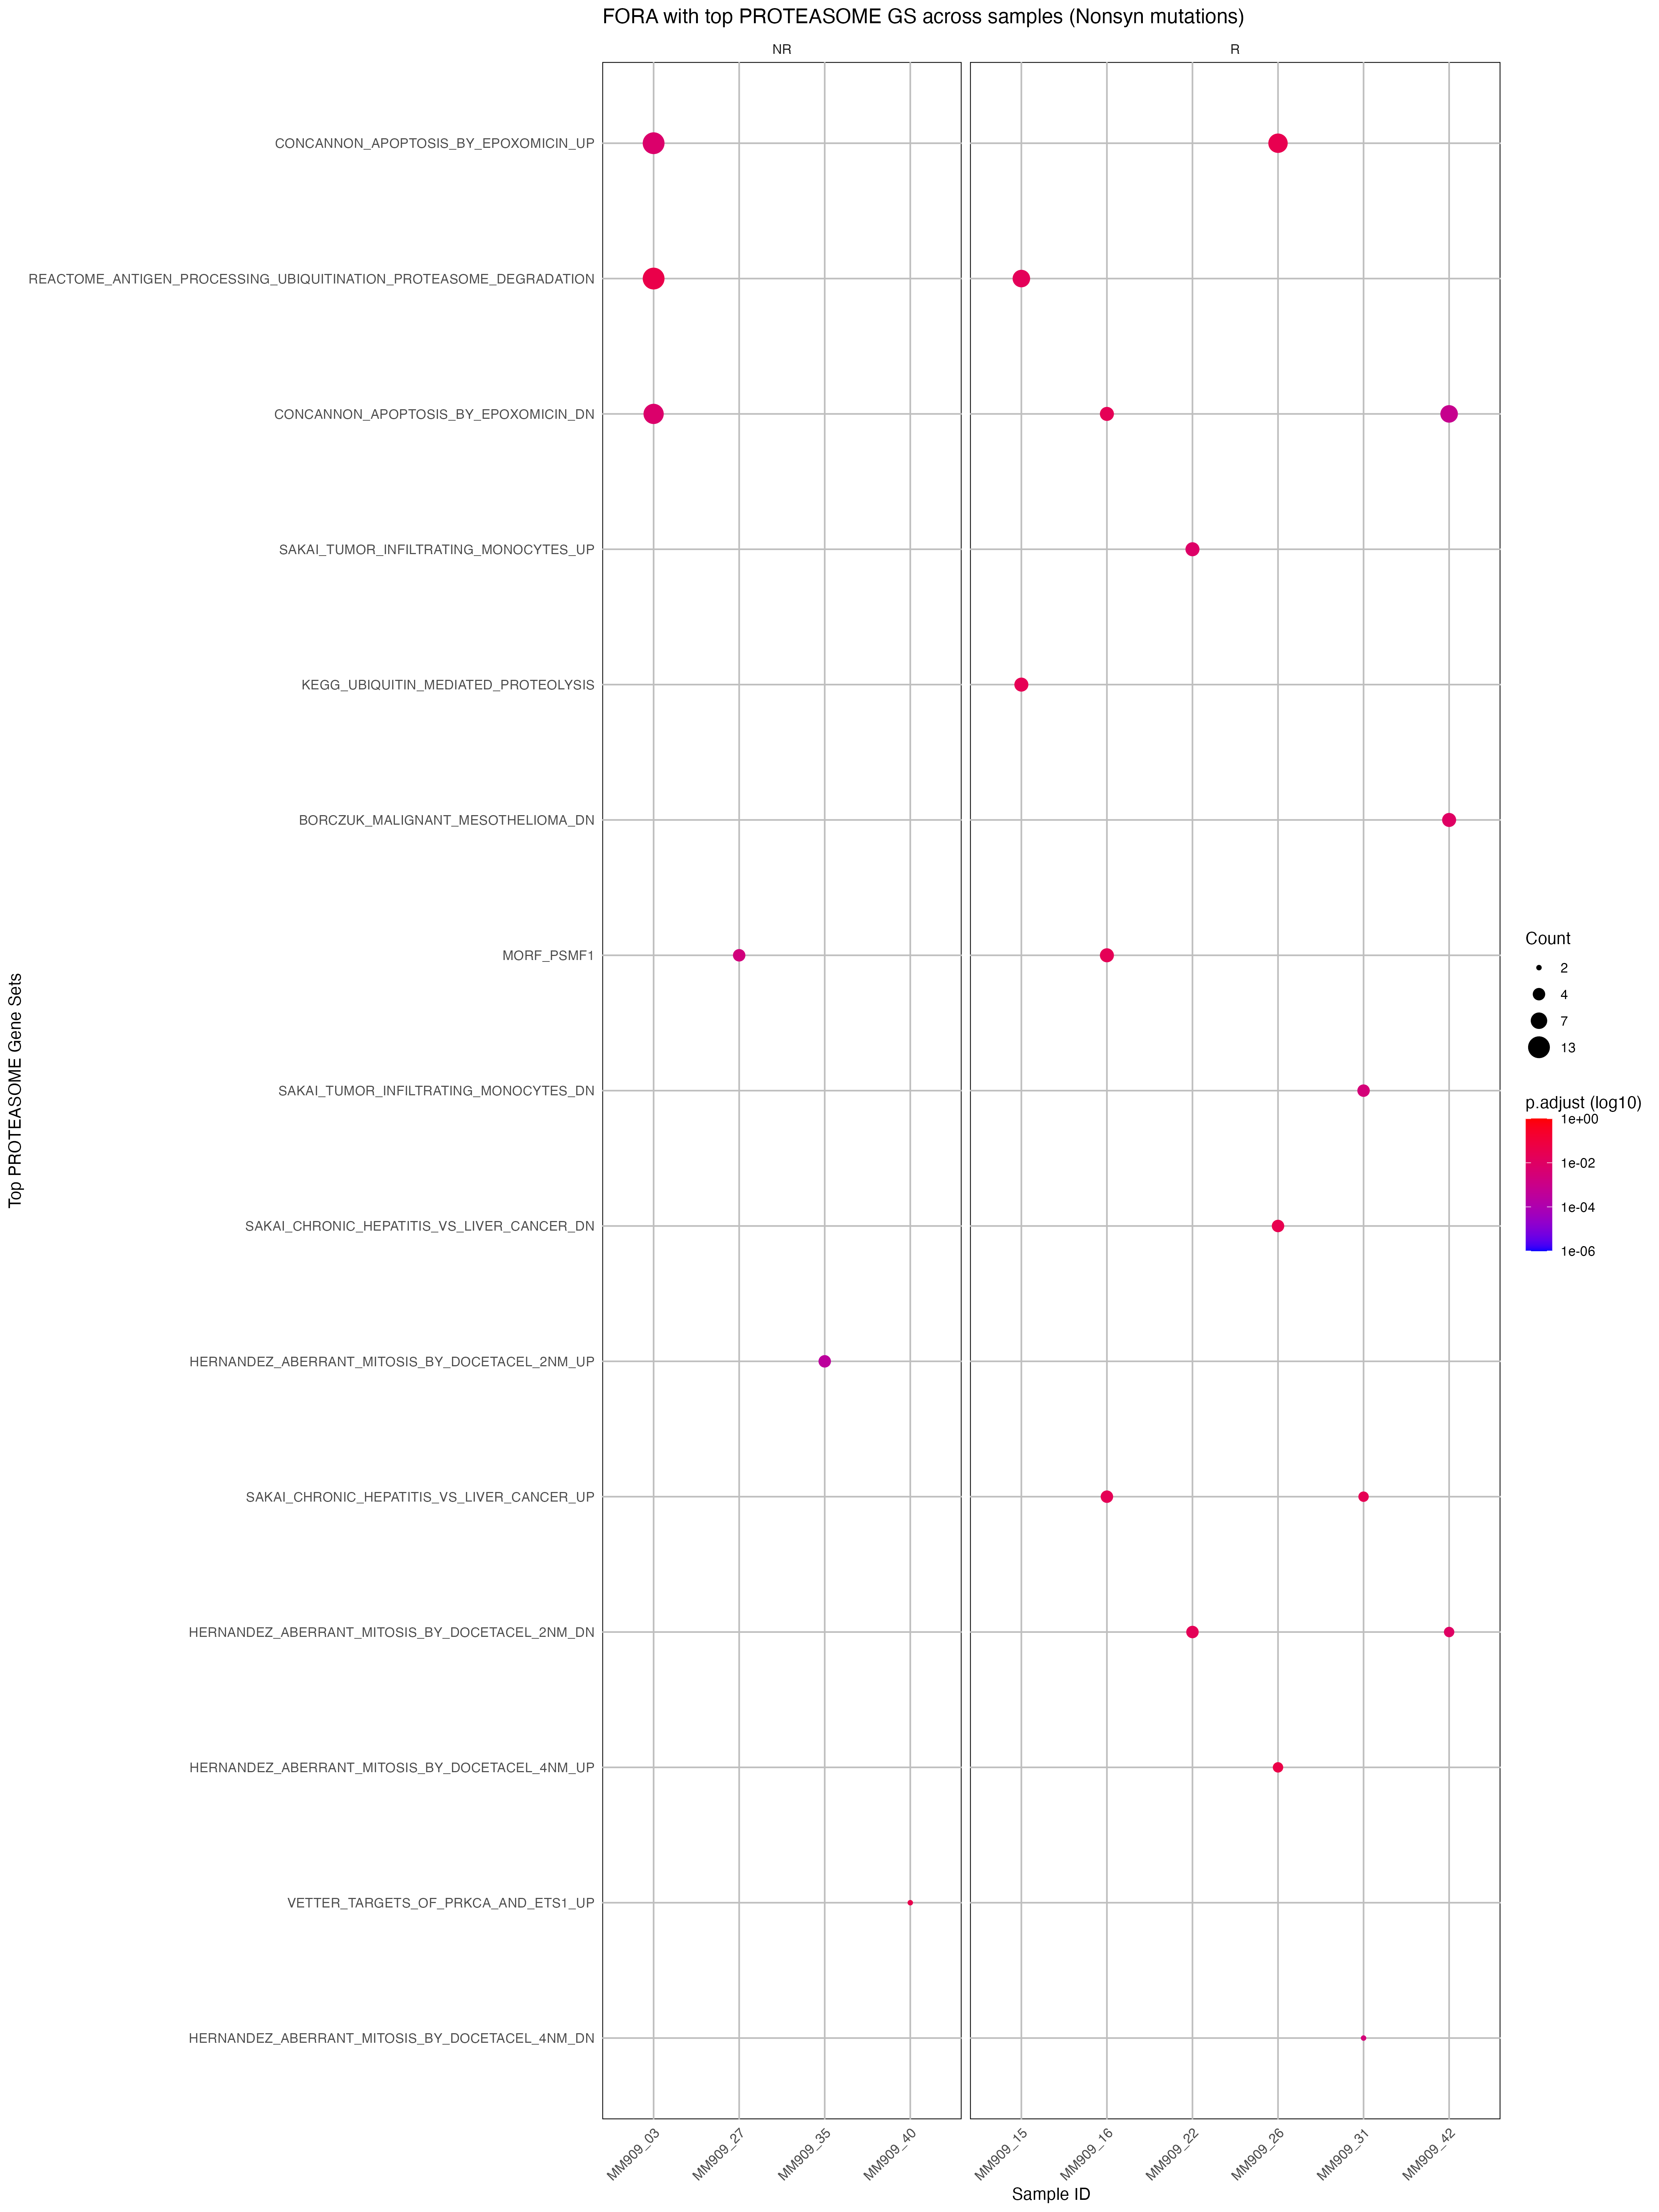 FORA with top PROTEASOME GS across samples (Nonsyn mutations)
NR
R
CONCANNON_APOPTOSIS_BY_EPOXOMICIN_UP
REACTOME_ANTIGEN_PROCESSING_UBIQUITINATION_PROTEASOME_DEGRADATION
CONCANNON_APOPTOSIS_BY_EPOXOMICIN_DN
SAKAI_TUMOR_INFILTRATING_MONOCYTES_UP
KEGG_UBIQUITIN_MEDIATED_PROTEOLYSIS
BORCZUK_MALIGNANT_MESOTHELIOMA_DN
MORF_PSMF1
SAKAI_TUMOR_INFILTRATING_MONOCYTES_DN
SAKAI_CHRONIC_HEPATITIS_VS_LIVER_CANCER_DN
HERNANDEZ_ABERRANT_MITOSIS_BY_DOCETACEL_2NM_UP
SAKAI_CHRONIC_HEPATITIS_VS_LIVER_CANCER_UP
HERNANDEZ_ABERRANT_MITOSIS_BY_DOCETACEL_2NM_DN
HERNANDEZ_ABERRANT_MITOSIS_BY_DOCETACEL_4NM_UP
VETTER_TARGETS_OF_PRKCA_AND_ETS1_UP
HERNANDEZ_ABERRANT_MITOSIS_BY_DOCETACEL_4NM_DN
Top PROTEASOME Gene Sets
MM909_03
MM909_27
MM909_35
MM909_40
MM909_15
MM909_16
MM909_22
MM909_26
MM909_31
MM909_42
Sample ID
Count
2
4
7
13
p.adjust (log10)
1e+00
1e-02
1e-04
1e-06